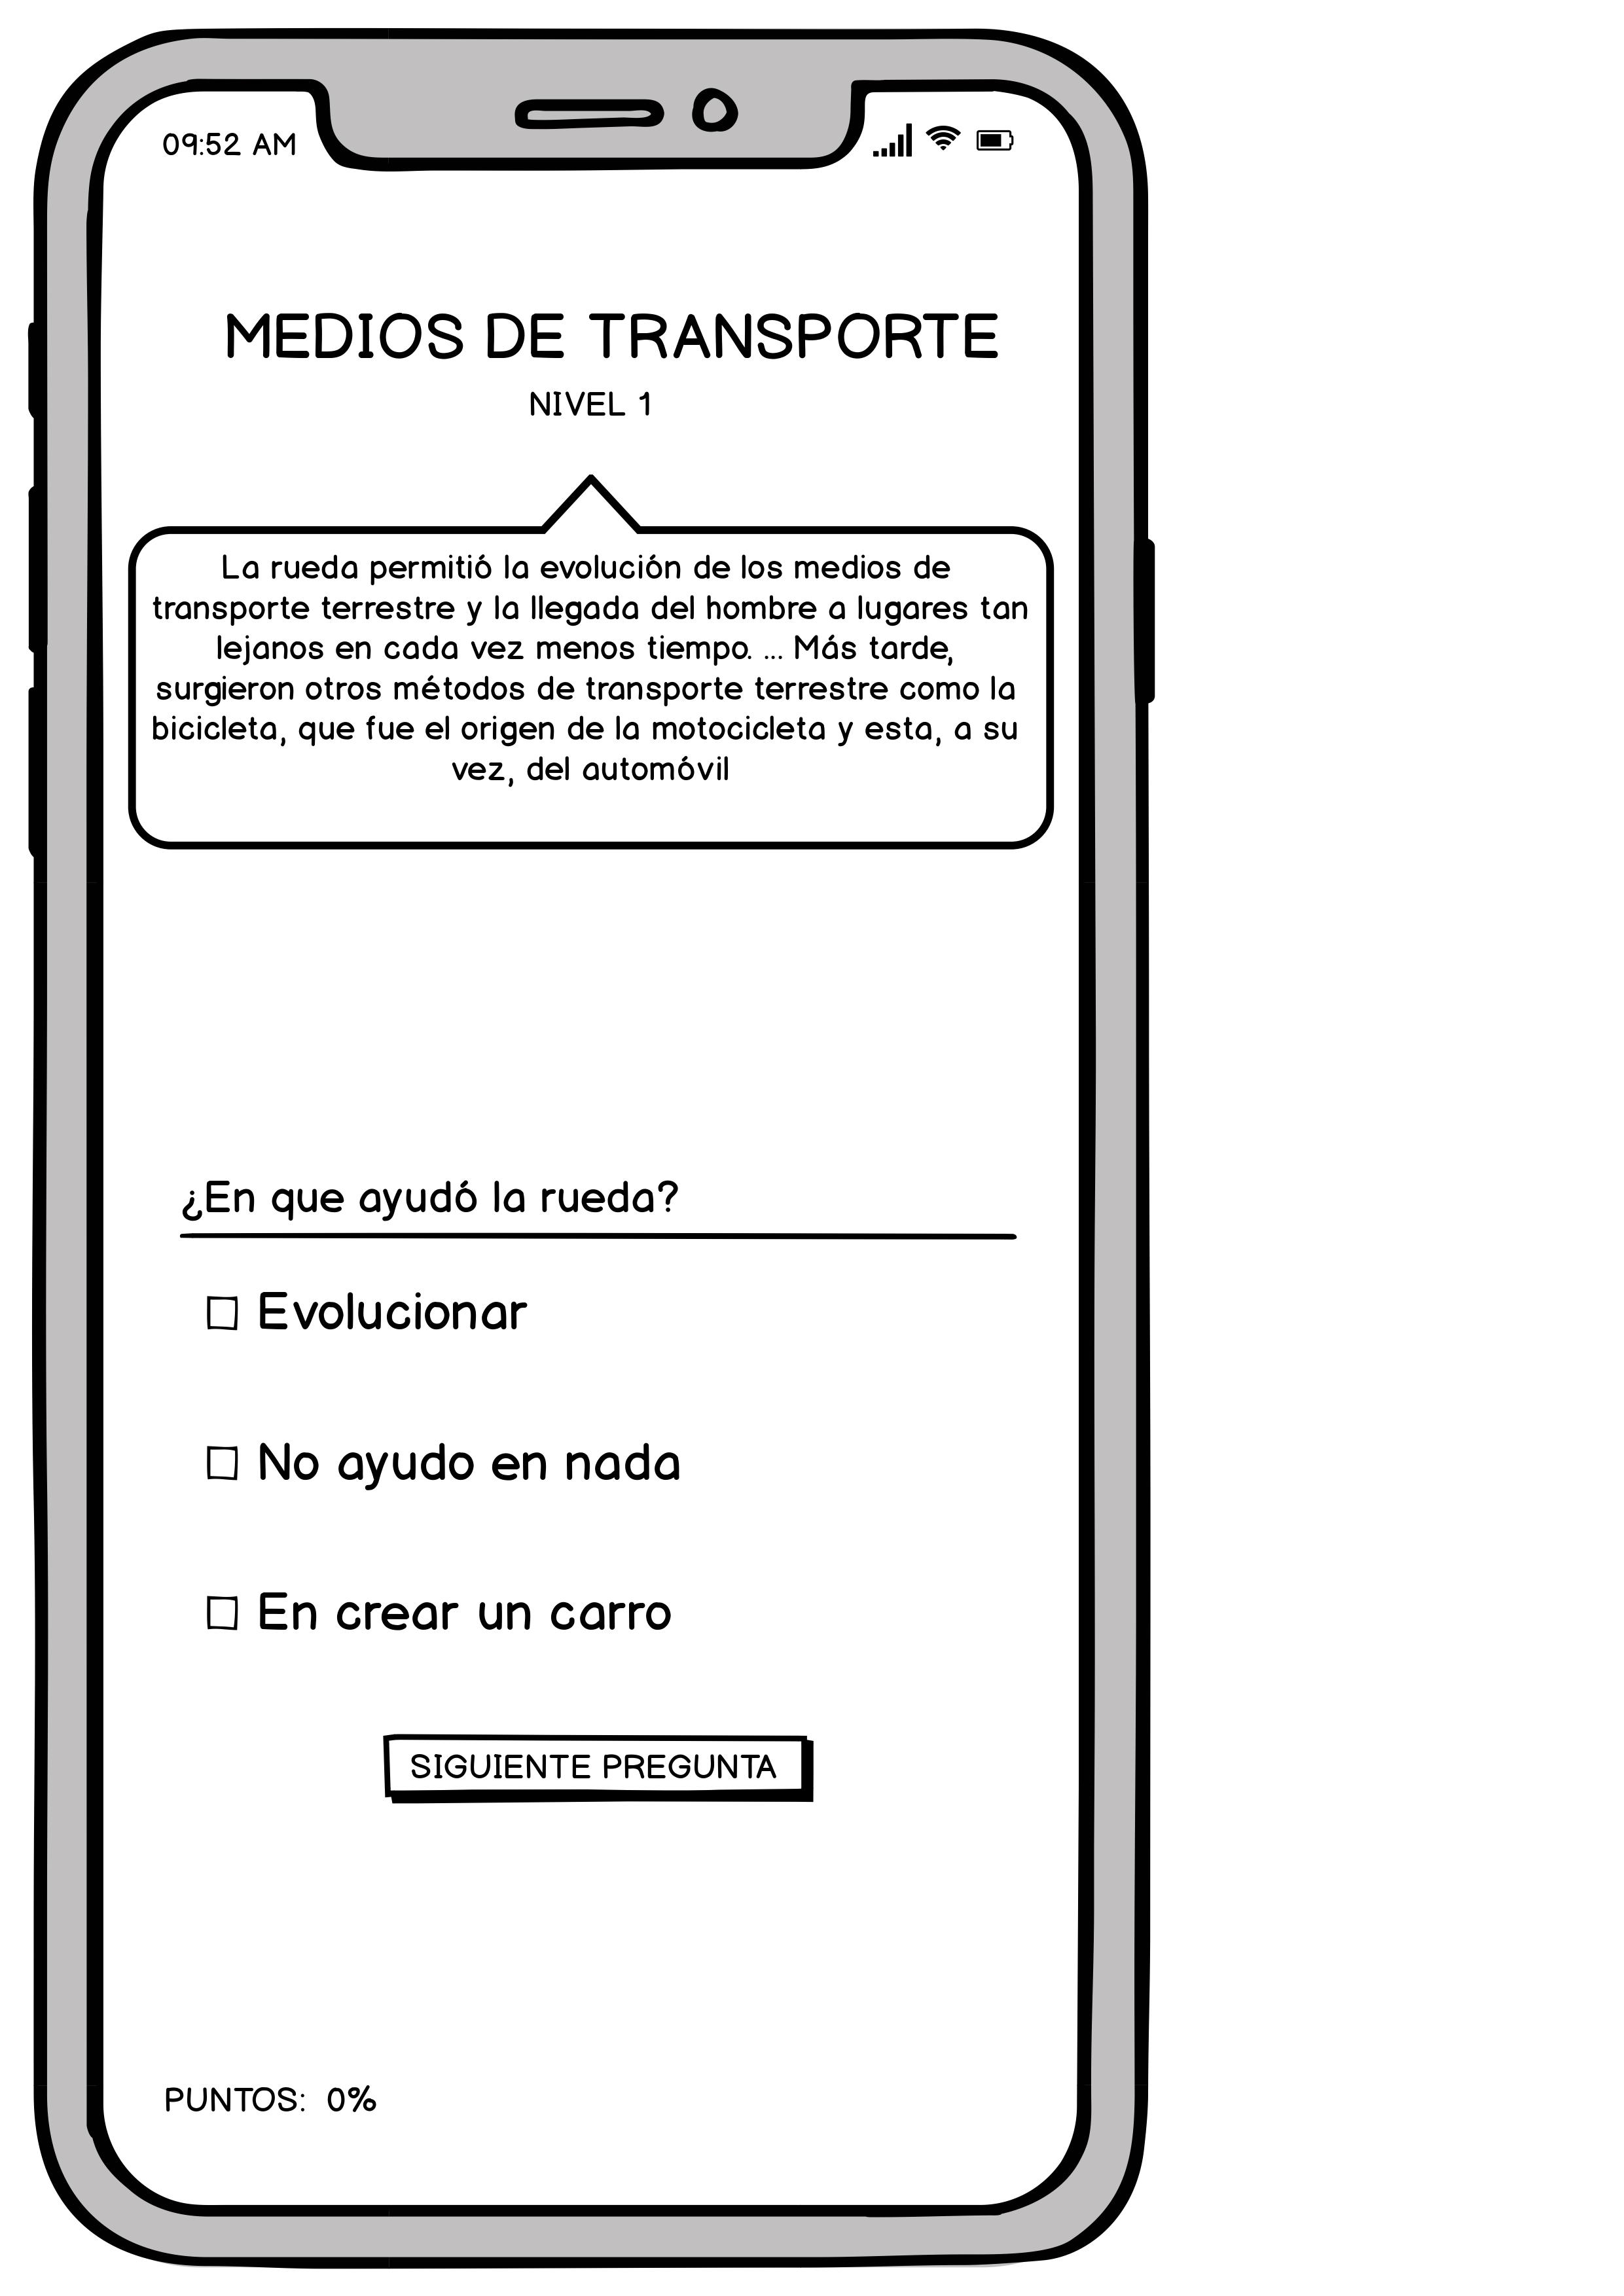 09:52 AM
MEDIOS DE TRANSPORTE
NIVEL 1
La rueda permitió la evolución de los medios de
transporte terrestre y la llegada del hombre a lugares tan
lejanos en cada vez menos tiempo. ... Más tarde,
surgieron otros métodos de transporte terrestre como la
bicicleta, que fue el origen de la motocicleta y esta, a su
vez, del automóvil
¿En que ayudó la rueda?
Evolucionar
No ayudo en nada
En crear un carro
SIGUIENTE PREGUNTA
PUNTOS: 0%